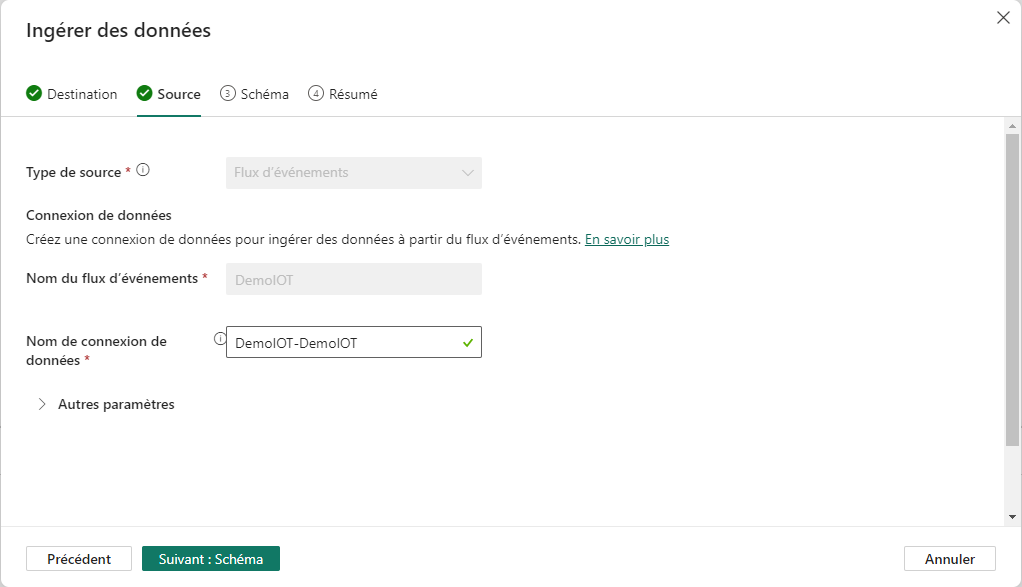 Ingérer des données
Destination
Source
3 Schéma
4 Résumé
Type de source *
Flux d'événements
Connexion de données
Créez une connexion de données pour ingérer des données à partir du flux d'événements. En savoir plus
Nom du flux d'événements *
DemoIOT
Nom de connexion de
données *
DemoIOT-DemoIOT
Autres paramètres
Précédent
Suivant : Schéma
Annuler